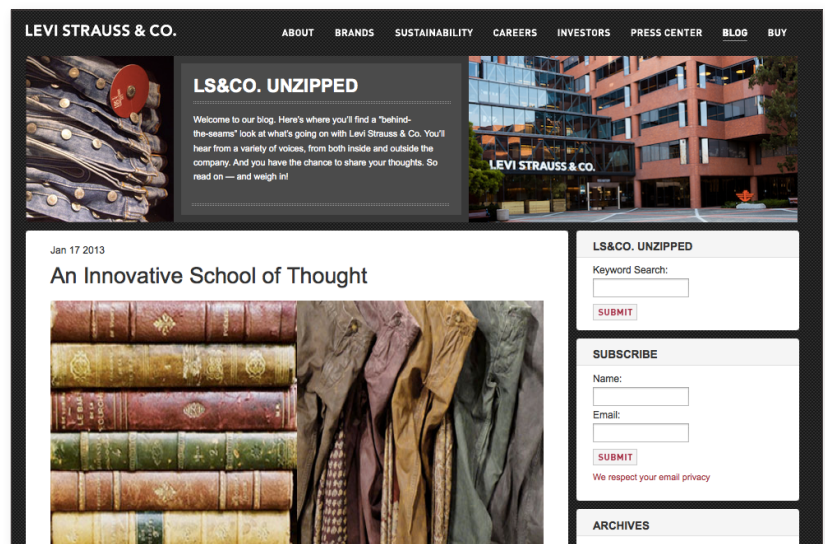 LEVI STRAUSS & CO.
ABOUT BRANDS SUSTAINABILITY CAREERS INVESTORS PRESS CENTER BLOG BUY
LS&CO. UNZIPPED
Welcome to our blog. Here's where you'll find a "behind-
the-seams" look at what's going on with Levi Strauss & Co. You'll
hear from a variety of voices, from both inside and outside the
company. And you have the chance to share your thoughts. So
read on — and weigh in!
LEVI STRAUSS & CO.
Jan 17 2013
An Innovative School of Thought
LS&CO. UNZIPPED
Keyword Search:
SUBMIT
SUBSCRIBE
Name:
Email:
SUBMIT
We respect your email privacy
ARCHIVES